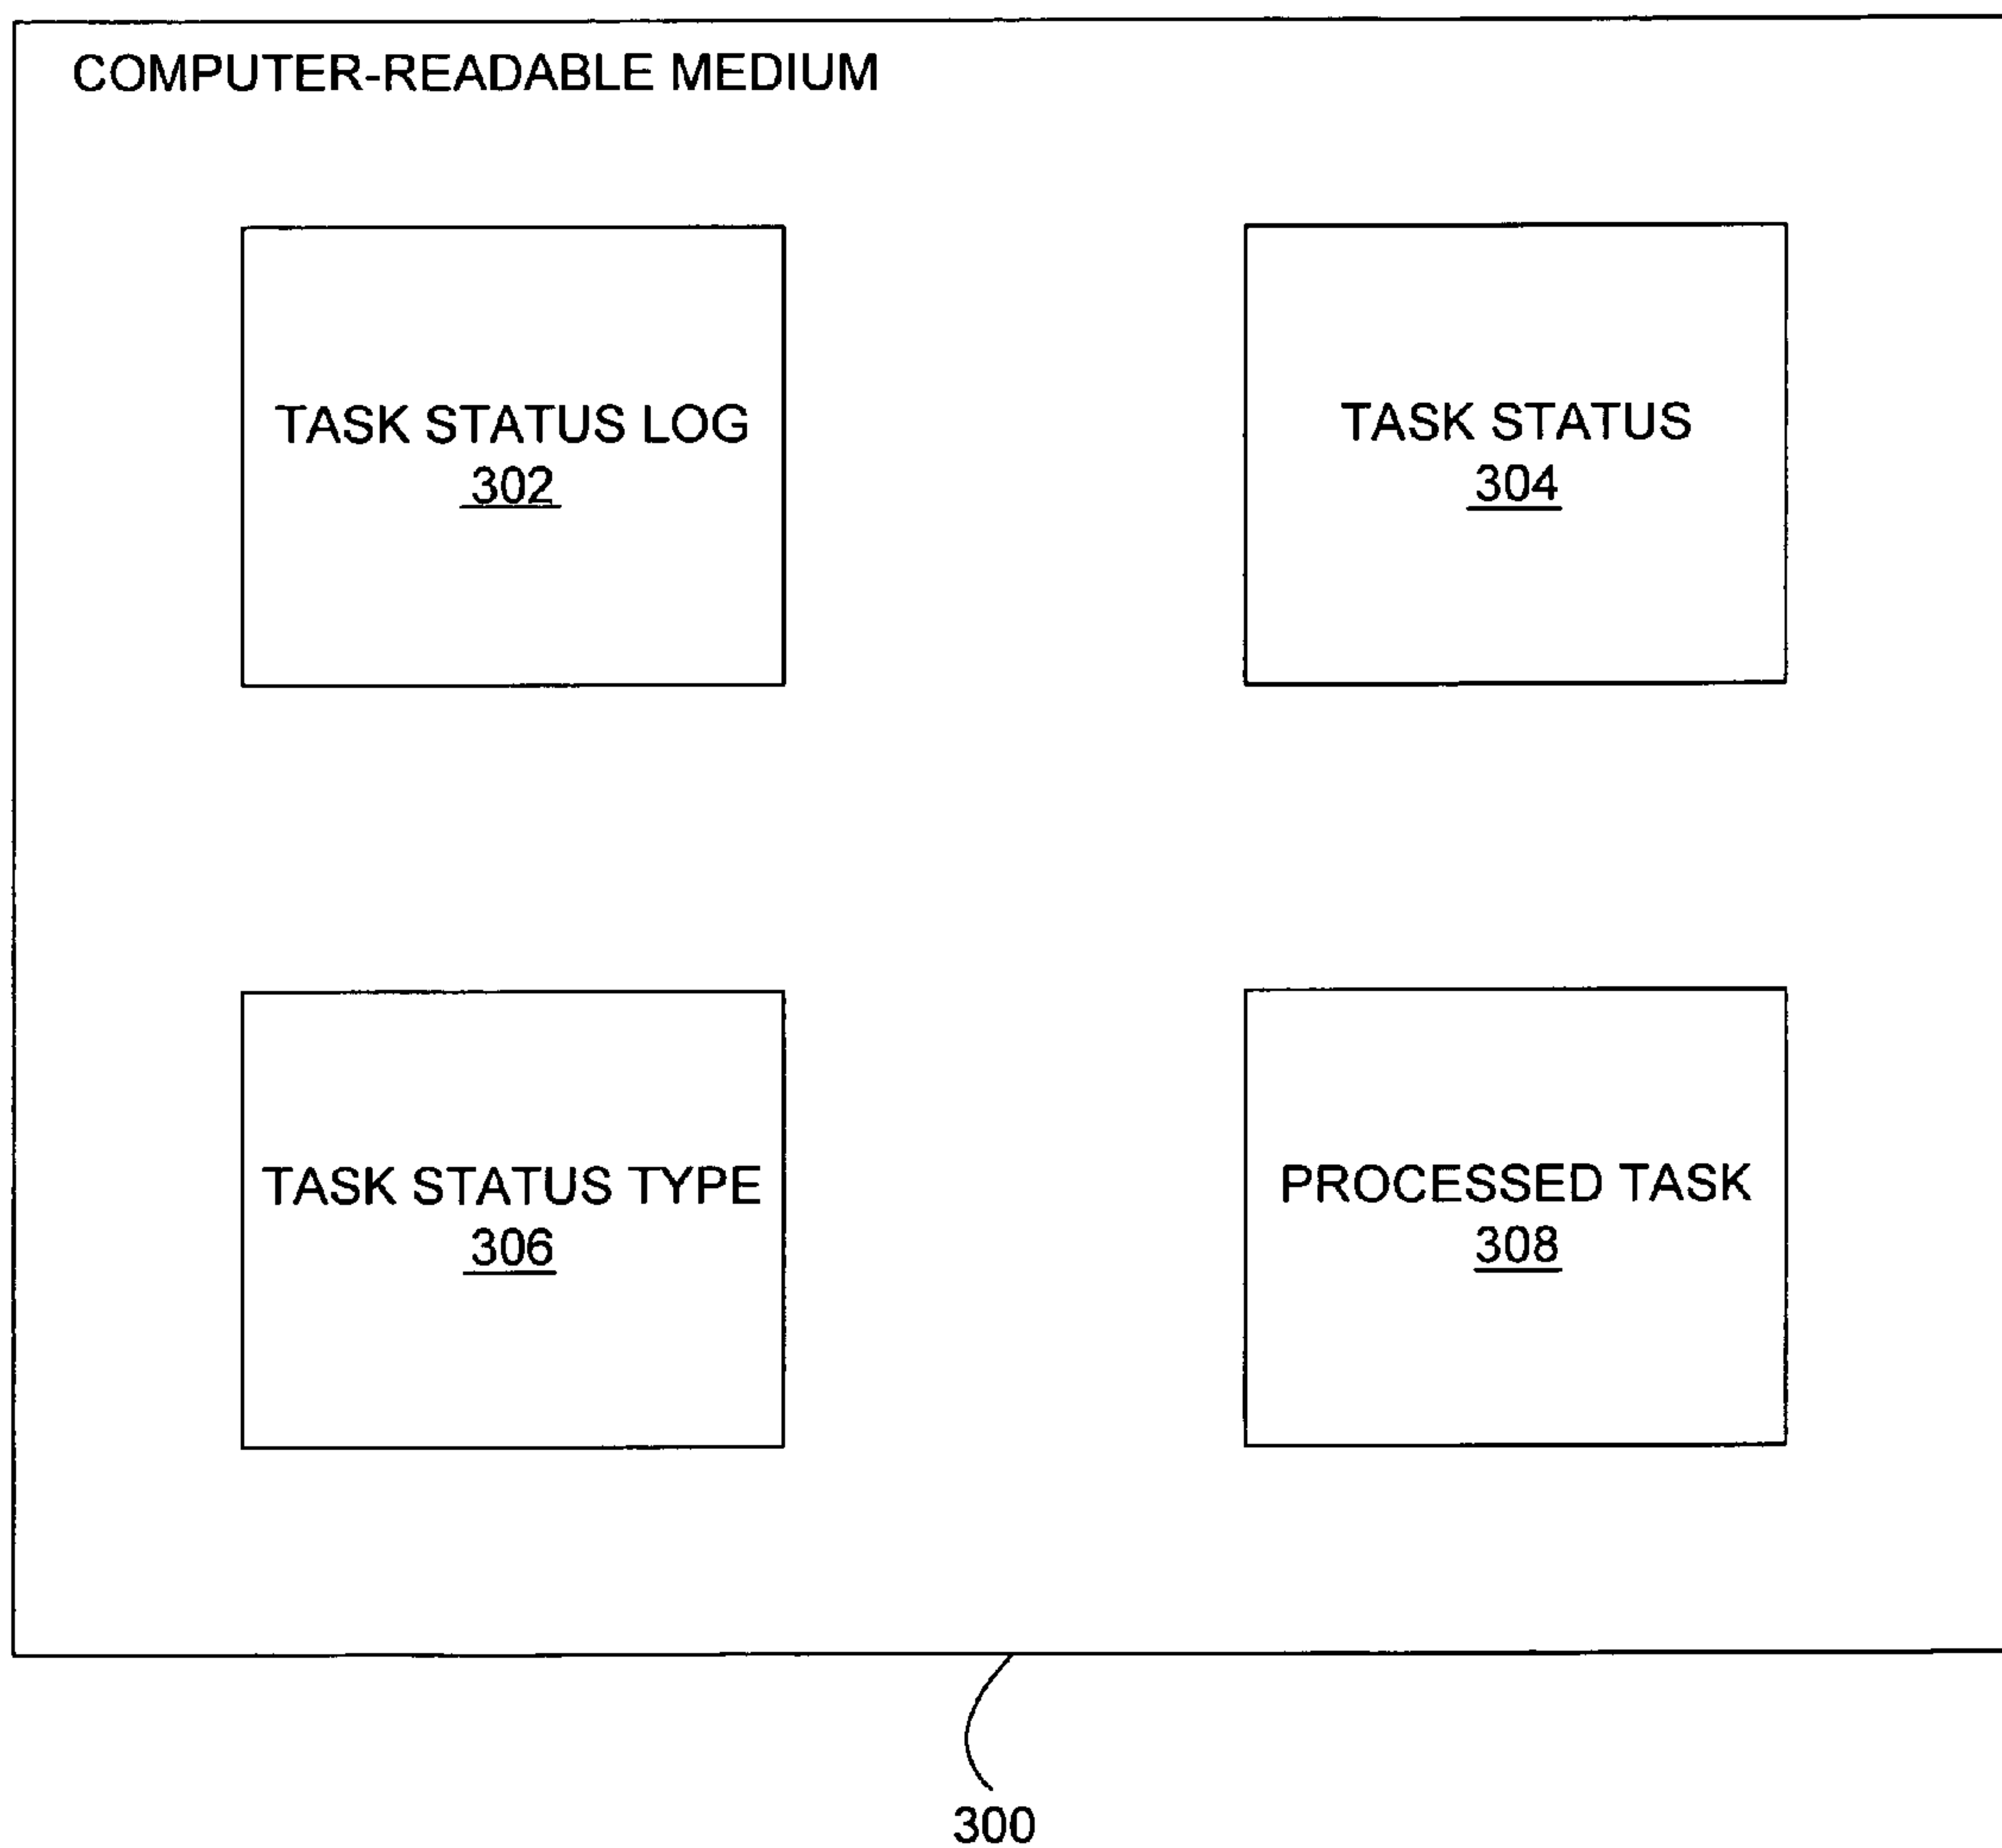 COMPUTER-READABLE MEDIUM
TASK STATUS LOG
302
TASK STATUS
304
TASK STATUS TYPE
306
PROCESSED TASK
308
300